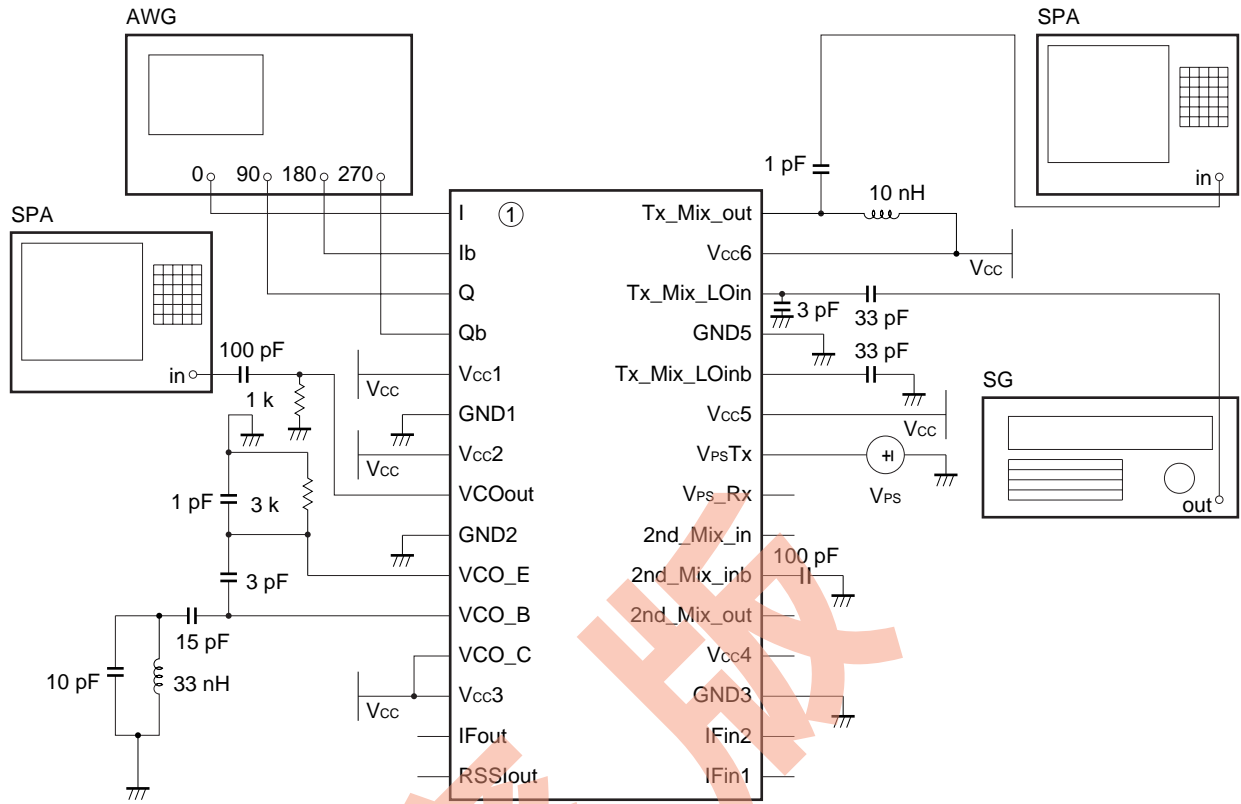 AWG
SPA
0 90 180 270
1 pF
10 nH
in
SPA
I ① Tx_Mix_out
Ib Vcc6
Vcc
Q Tx_Mix_LOin
3 pF
33 pF
Qb GND5
in
100 pF
33 pF
Vcc
Vcc1 Tx_Mix_LOinb
1 k
SG
GND1 Vcc5
Vcc
Vcc2 VPSTx
Vcc
VPS
1 pF
3 k
VCOout VPS_Rx
out
GND2 2nd_Mix_in
100 pF
VCO_E 2nd_Mix_inb
3 pF
VCO_B 2nd_Mix_out
15 pF
VCO_C Vcc4
10 pF
33 nH
Vcc3 GND3
Vcc
IFout IFin2
RSSIout IFin1
版